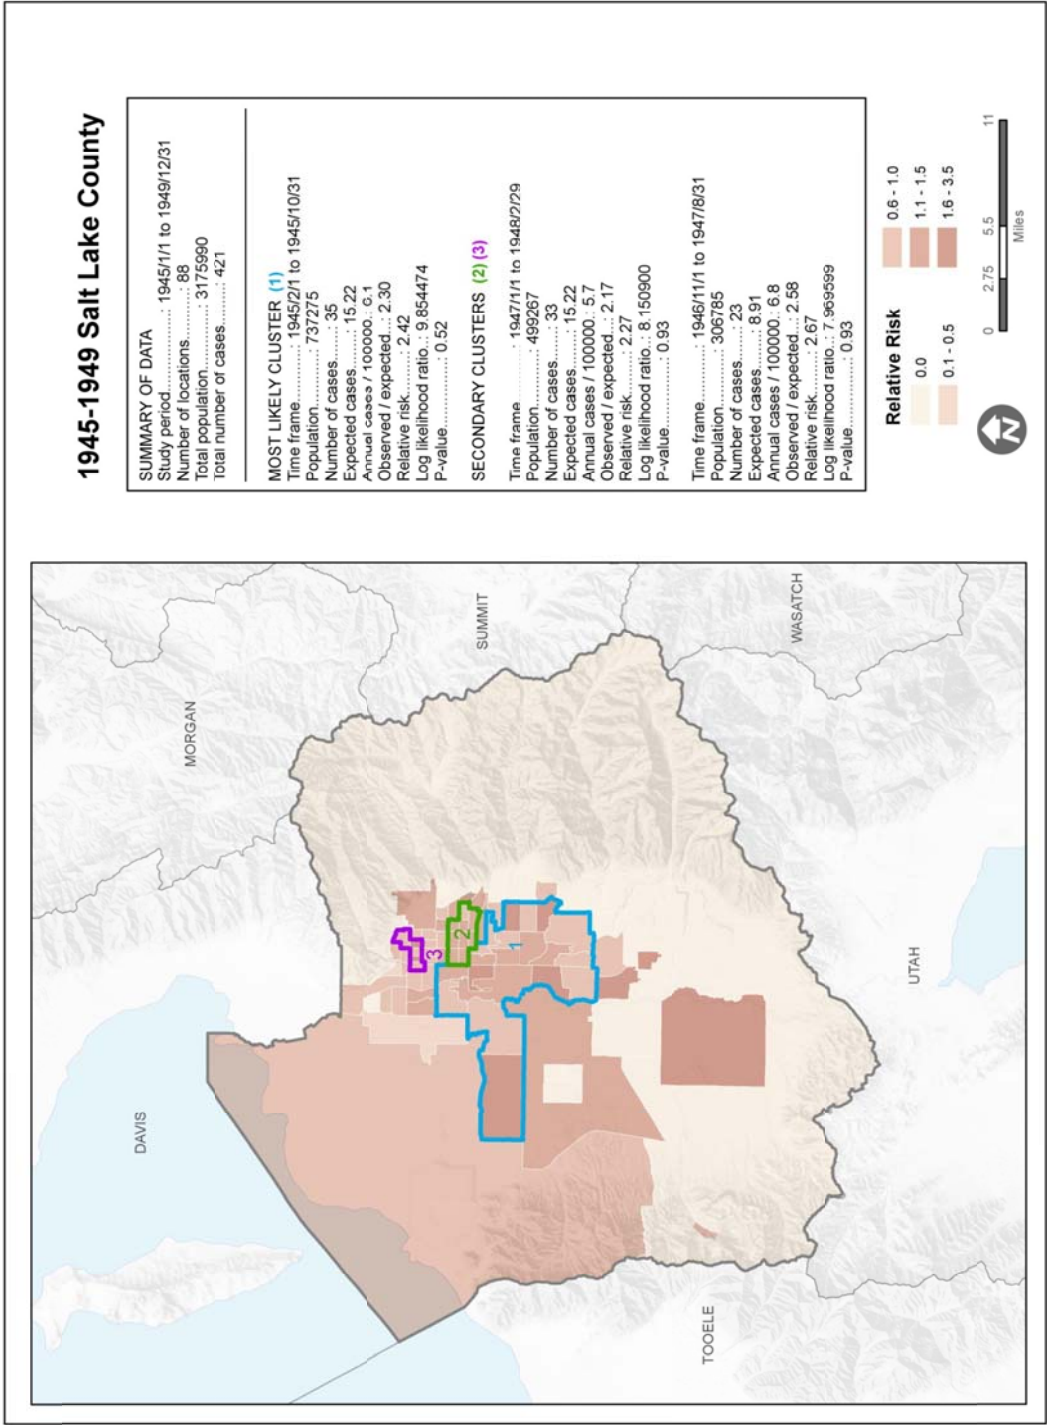 1945-1949 Salt Lake County
SUMMARY OF DATA
Study period..........: 1945/1/1 to 1949/12/31
Number of locations.....: 88
Total population..........: 3175990
Total number of cases.....: 421
MOST LIKELY CLUSTER (1)
Time frame............: 1945/2/1 to 1945/10/31
Population............: 737275
Number of cases.......: 35
Expected cases........: 15.22
Annual cases / 100000.: 6.1
Observed / expected...: 2.30
Relative risk.........: 2.42
Log likelihood ratio..: 9.854474
P-value...............: 0.52
SECONDARY CLUSTERS (2) (3)
Time frame............: 1947/1/1 to 1948/2/29
Population............: 499267
Number of cases.......: 33
Expected cases........: 15.22
Annual cases / 100000.: 5.7
Observed / expected...: 2.17
Relative risk.........: 2.27
Log likelihood ratio..: 8.150900
P-value...............: 0.93
Time frame............: 1946/11/1 to 1947/8/31
Population............: 306785
Number of cases.......: 23
Expected cases........: 8.91
Annual cases / 100000.: 6.8
Observed / expected...: 2.58
Relative risk.........: 2.67
Log likelihood ratio..: 7.969599
P-value...............: 0.93
Relative Risk
0.0
0.1 - 0.5
0.6 - 1.0
1.1 - 1.5
1.6 - 3.5
N
0 2.75 5.5 11
Miles
DAVIS
MORGAN
SUMMIT
WASATCH
UTAH
TOOELE
3
2
1